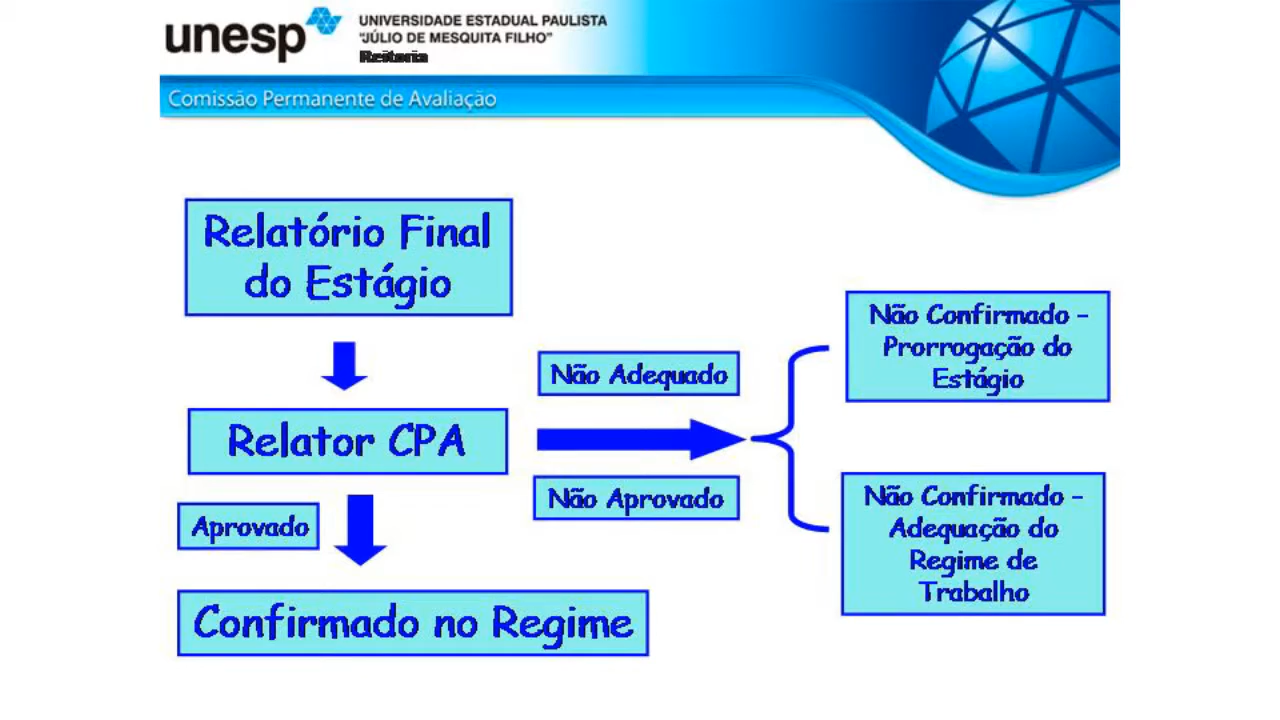 unesp
UNIVERSIDADE ESTADUAL PAULISTA
"JÚLIO DE MESQUITA FILHO"
Reitoria
Comissão Permanente de Avaliação
Relatório Final
do Estágio
Não Confirmado -
Prorrogação do
Estágio
Não Adequado
Relator CPA
Não Aprovado
Não Confirmado -
Adequação do
Regime de
Trabalho
Aprovado
Confirmado no Regime